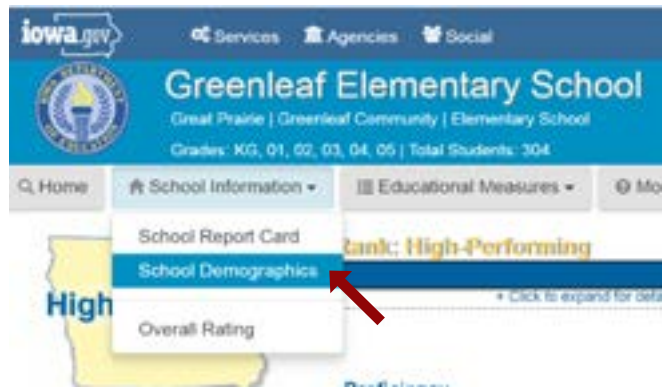 iowa.gov Services Agencies Social
Greenleaf Elementary School
Great Prairie | Greenleaf Community | Elementary School
Grades: KG, 01, 02, 03, 04, 05 | Total Students: 304
Home School Information Educational Measures Mo
School Report Card
Rank: High-Performing
School Demographics
+ Click to expand for deta
High
Overall Rating
Proficiency